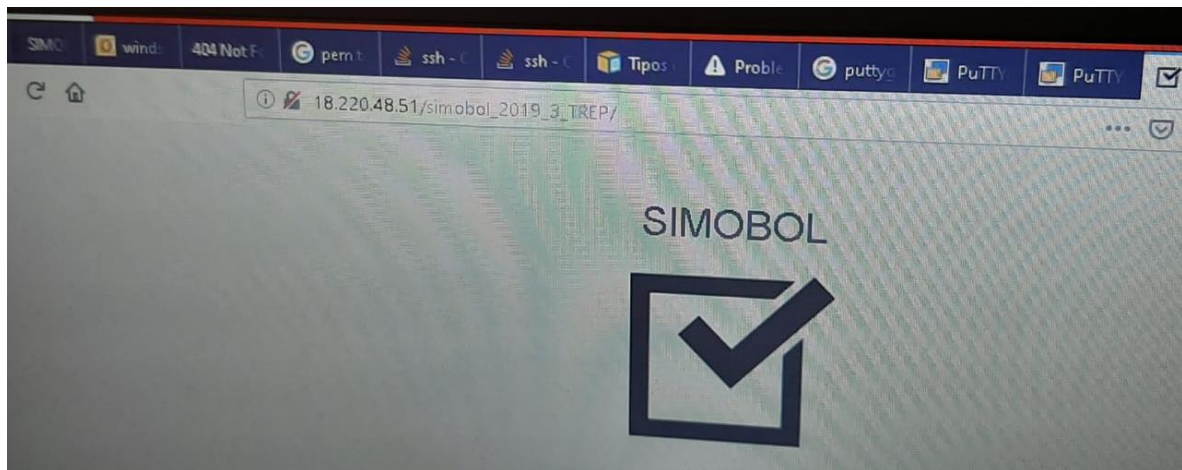 SIMO winds 404 Not F pem t ssh - ssh - Tipos Proble puttyg PuTTY PuTTY
18.220.48.51/simobol_2019_3_TREP/
SIMOBOL